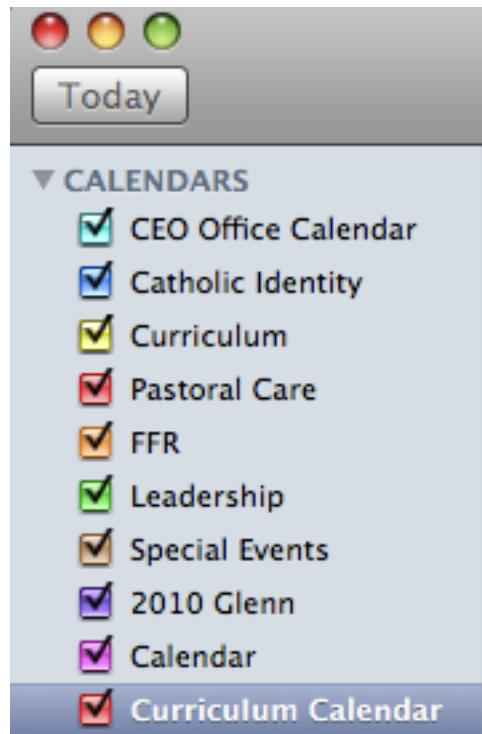 Today
CALENDARS
CEO Office Calendar
Catholic Identity
Curriculum
Pastoral Care
FFR
Leadership
Special Events
2010 Glenn
Calendar
Curriculum Calendar